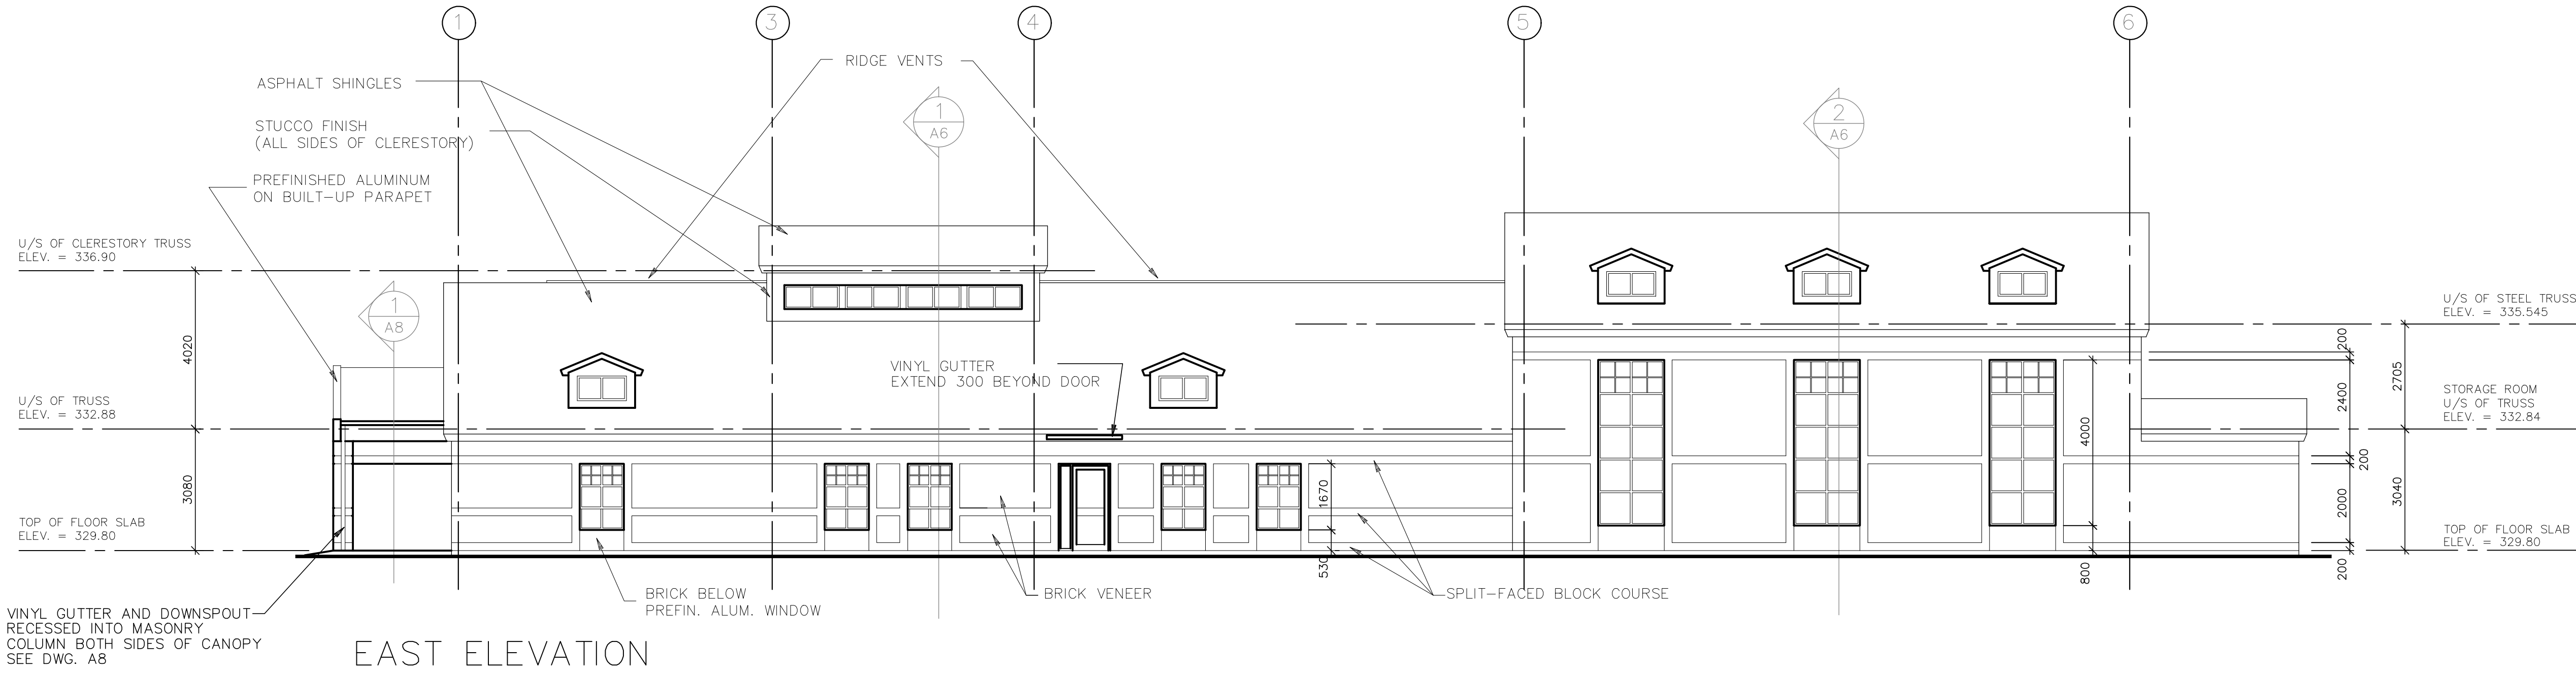 1
3
4
5
6
RIDGE VENTS
ASPHALT SHINGLES
STUCCO FINISH
(ALL SIDES OF CLERESTORY)
1
A6
2
A6
PREFINISHED ALUMINUM
ON BUILT-UP PARAPET
U/S OF CLERESTORY TRUSS
ELEV. = 336.90
1
A8
U/S OF STEEL TRUSS
ELEV. = 335.545
4020
200
2705
2400
VINYL GUTTER
EXTEND 300 BEYOND DOOR
U/S OF TRUSS
ELEV. = 332.88
STORAGE ROOM
U/S OF TRUSS
ELEV. = 332.84
4000
200
3080
1670
2000
3040
TOP OF FLOOR SLAB
ELEV. = 329.80
TOP OF FLOOR SLAB
ELEV. = 329.80
530
800
200
BRICK BELOW
PREFIN. ALUM. WINDOW
BRICK VENEER
SPLIT-FACED BLOCK COURSE
VINYL GUTTER AND DOWNSPOUT
RECESSED INTO MASONRY
COLUMN BOTH SIDES OF CANOPY
SEE DWG. A8
EAST ELEVATION